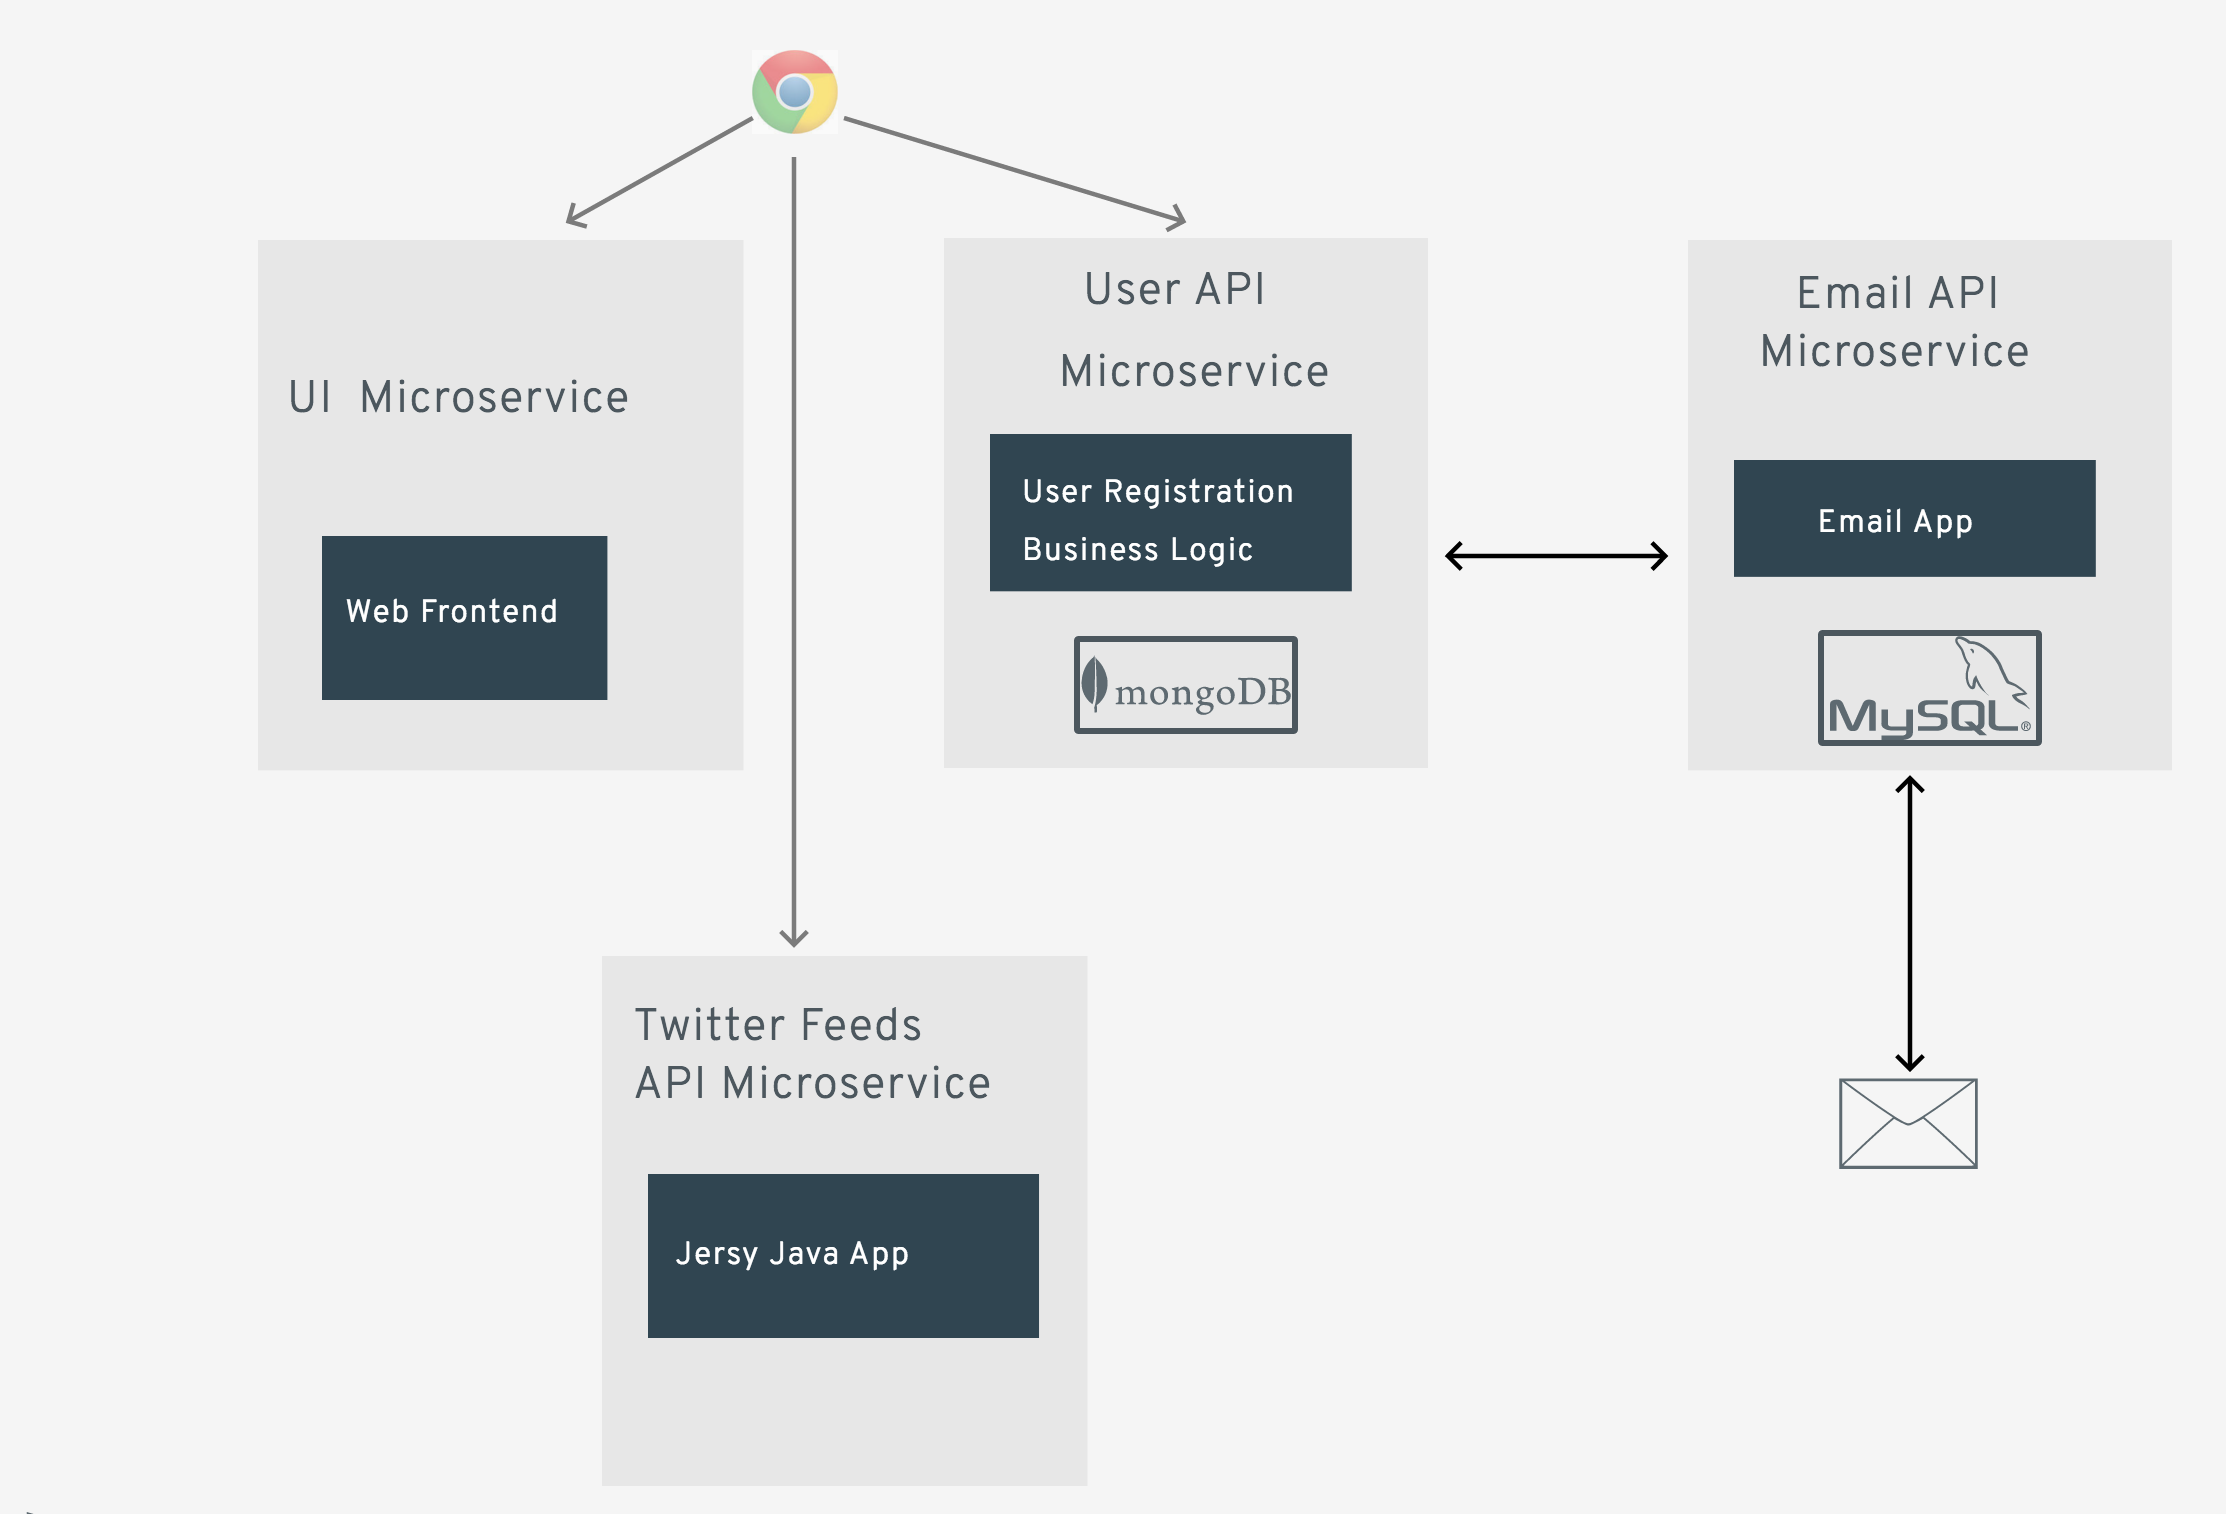 UI  Microservice
Web Frontend
User API
Microservice
User Registration
Business Logic
mongoDB
Email API
Microservice
Email App
MySQL®
Twitter Feeds
API Microservice
Jersy Java App